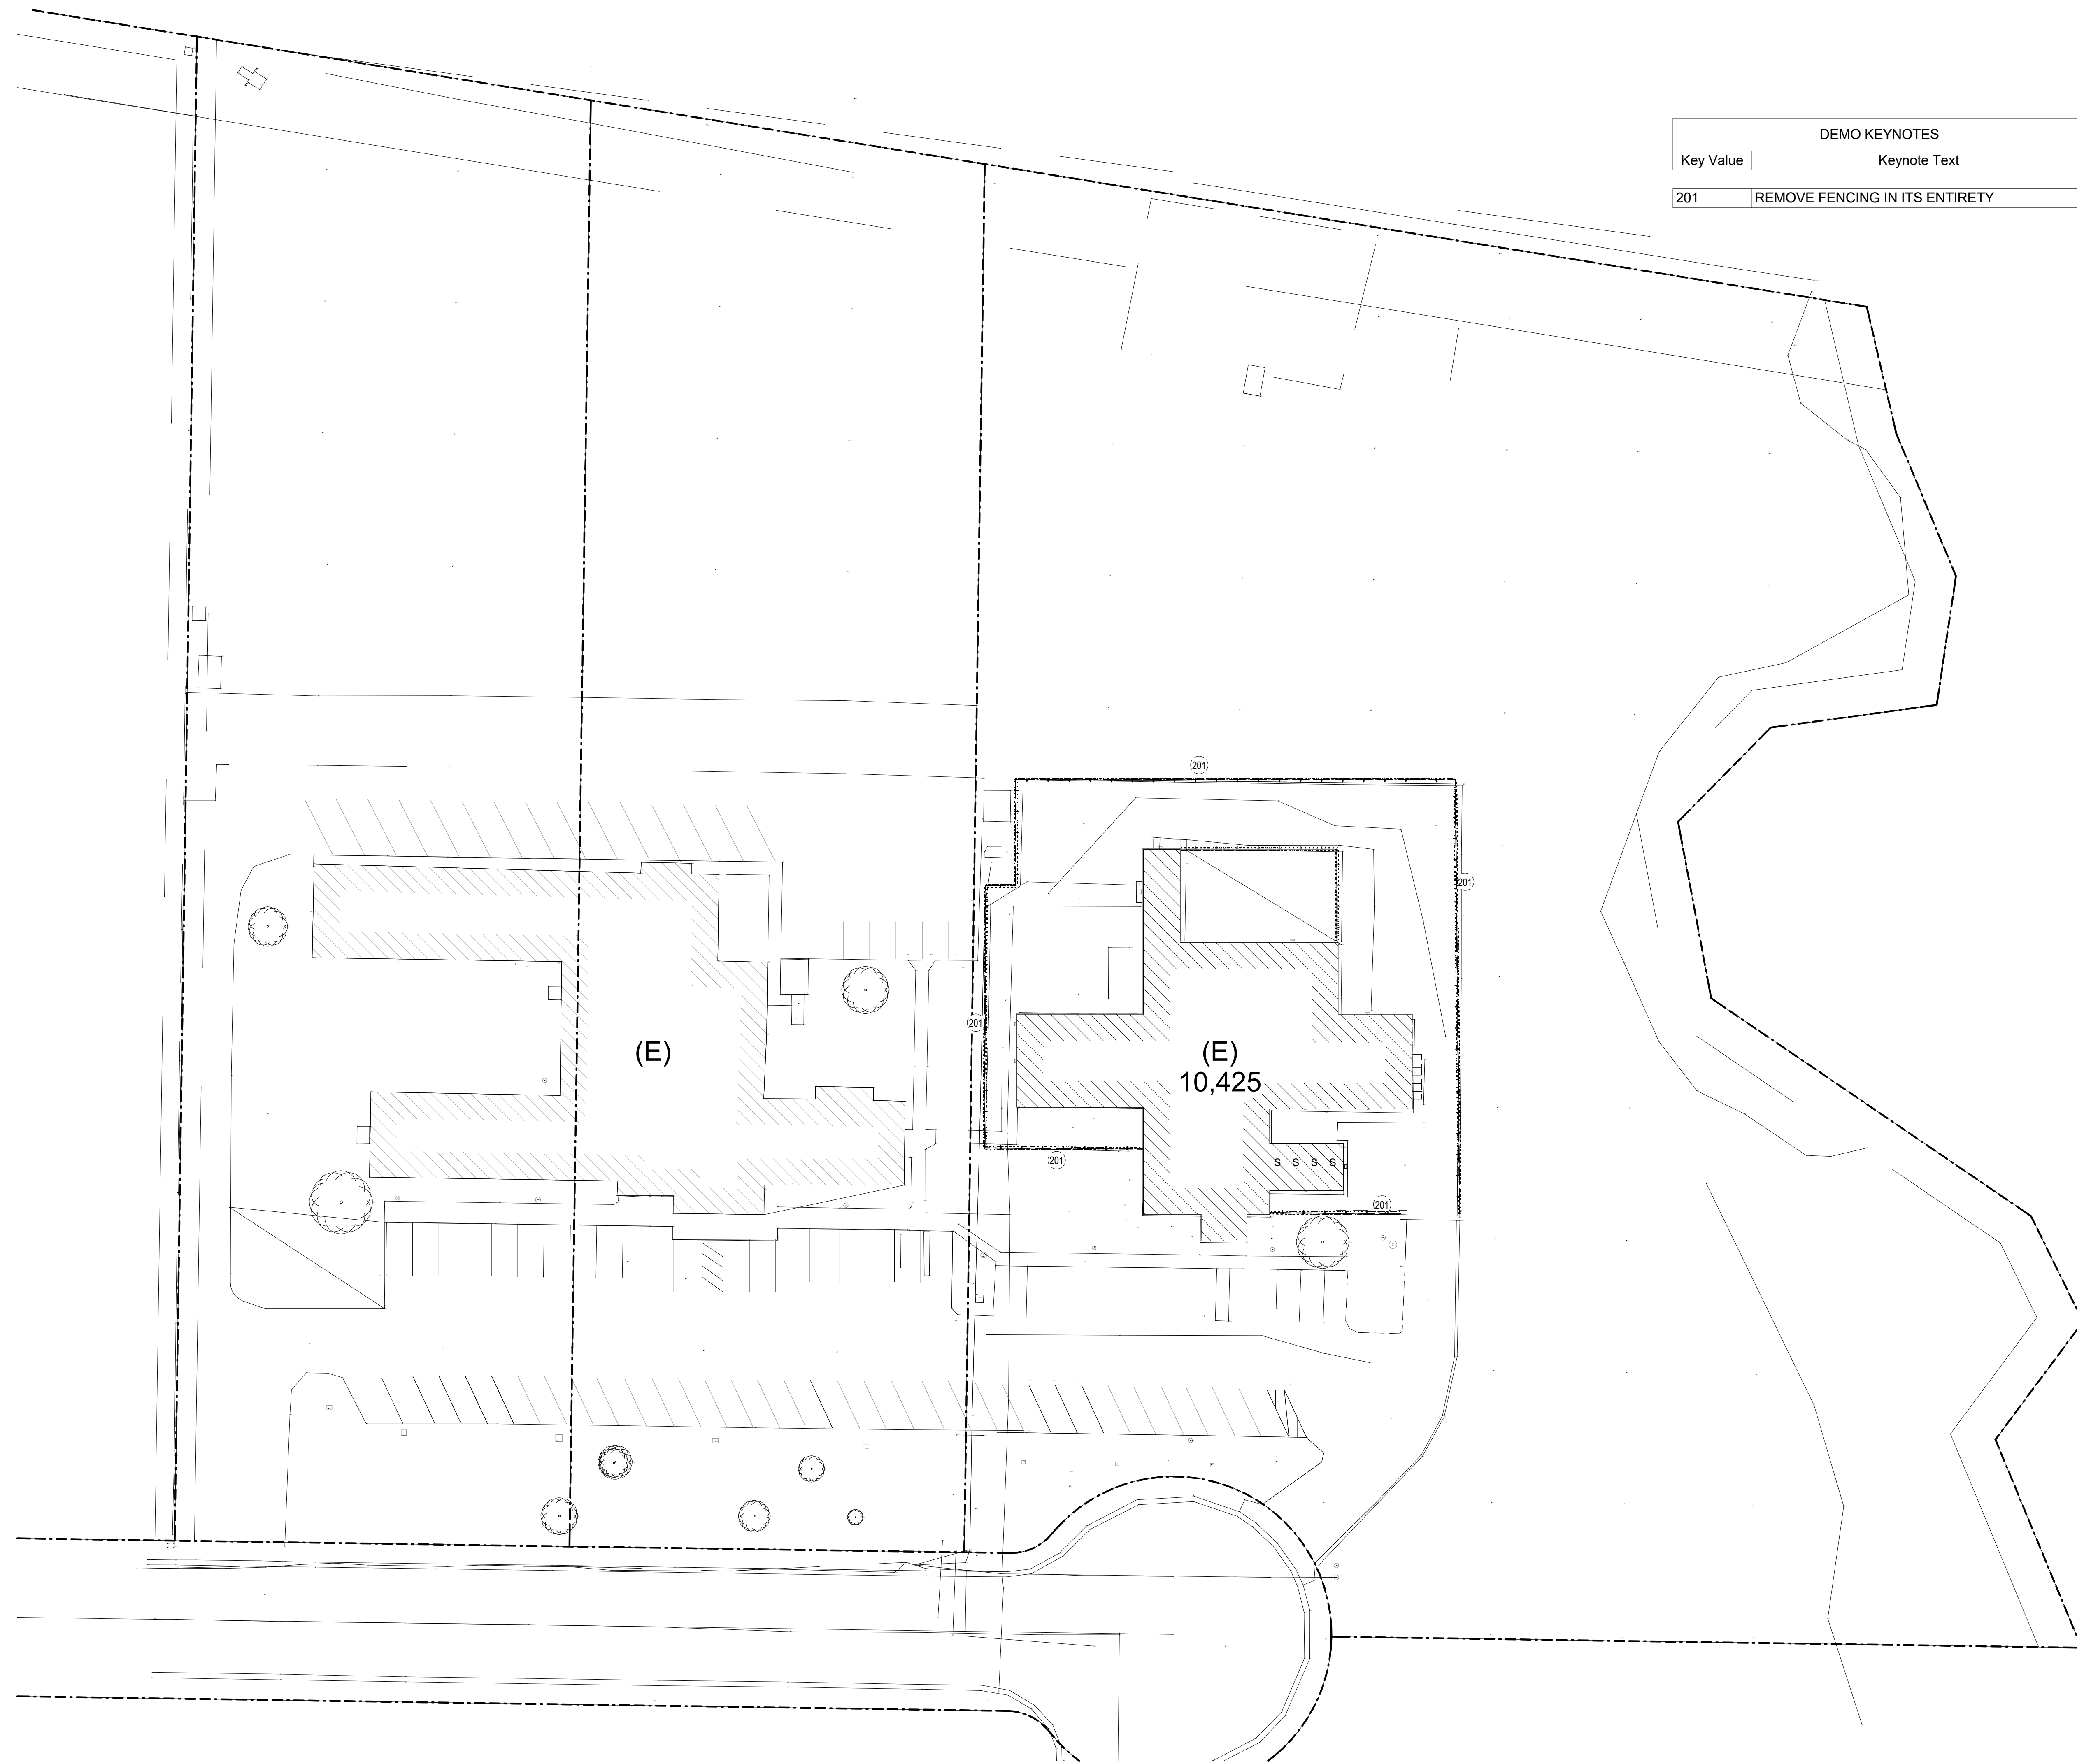 DEMO KEYNOTES
Key Value Keynote Text
201 REMOVE FENCING IN ITS ENTIRETY
201
201
201
(E)
(E)
10,425
201
S S S S
201